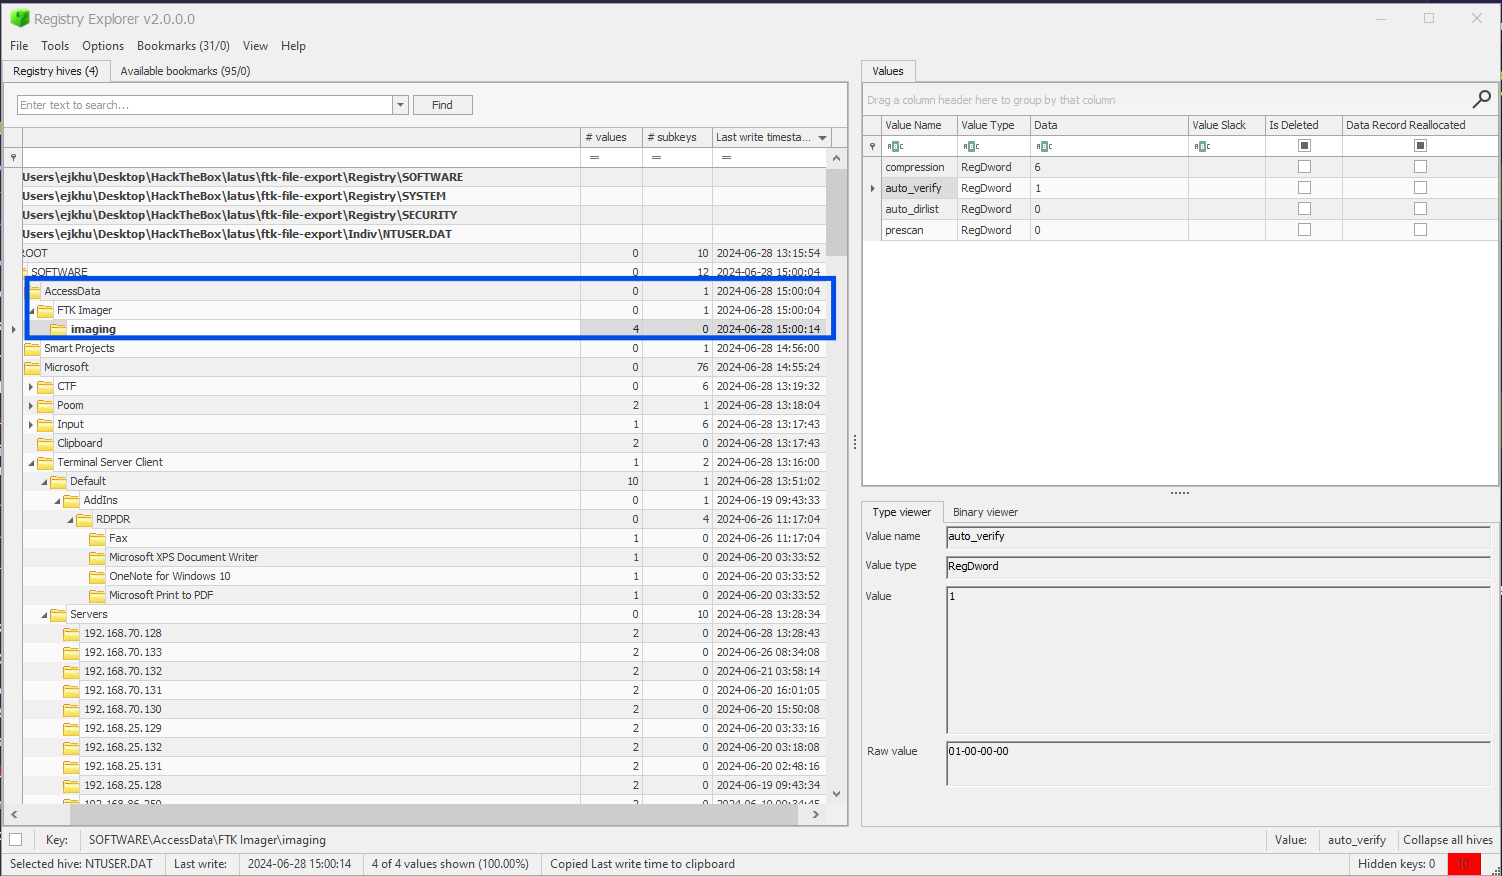 Registry Explorer v2.0.0.0
File Tools Options Bookmarks (31/0) View Help
Registry hives (4) Available bookmarks (95/0)
Enter text to search... Find
# values # subkeys Last write timesta...
= = =
Users\ejkhu\Desktop\HackTheBox\latus\ftk-file-export\Registry\SOFTWARE
Users\ejkhu\Desktop\HackTheBox\latus\ftk-file-export\Registry\SYSTEM
Users\ejkhu\Desktop\HackTheBox\latus\ftk-file-export\Registry\SECURITY
Users\ejkhu\Desktop\HackTheBox\latus\ftk-file-export\Indiv\NTUSER.DAT
ROOT 0 10 2024-06-28 13:15:54
SOFTWARE 0 12 2024-06-28 15:00:04
AccessData 0 1 2024-06-28 15:00:04
FTK Imager 0 1 2024-06-28 15:00:04
imaging 4 0 2024-06-28 15:00:14
Smart Projects 0 1 2024-06-28 14:56:00
Microsoft 0 76 2024-06-28 14:55:24
CTF 0 6 2024-06-28 13:19:32
Poom 2 1 2024-06-28 13:18:04
Input 1 6 2024-06-28 13:17:43
Clipboard 2 0 2024-06-28 13:17:43
Terminal Server Client 1 2 2024-06-28 13:16:00
Default 10 1 2024-06-28 13:51:02
AddIns 0 1 2024-06-19 09:43:33
RDPDR 0 4 2024-06-26 11:17:04
Fax 1 0 2024-06-26 11:17:04
Microsoft XPS Document Writer 1 0 2024-06-20 03:33:52
OneNote for Windows 10 1 0 2024-06-20 03:33:52
Microsoft Print to PDF 1 0 2024-06-20 03:33:52
Servers 0 10 2024-06-28 13:28:34
192.168.70.128 2 0 2024-06-28 13:28:43
192.168.70.133 2 0 2024-06-26 08:34:08
192.168.70.132 2 0 2024-06-21 03:58:14
192.168.70.131 2 0 2024-06-20 16:01:05
192.168.70.130 2 0 2024-06-20 15:50:08
192.168.25.129 2 0 2024-06-20 03:33:16
192.168.25.132 2 0 2024-06-20 03:18:08
192.168.25.131 2 0 2024-06-20 02:48:16
192.168.25.128 2 0 2024-06-19 09:43:34
192.168.86.250 2 0 2024-06-19 09:34:45
Values
Drag a column header here to group by that column
Value Name Value Type Data Value Slack Is Deleted Data Record Reallocated
compression RegDword 6
auto_verify RegDword 1
auto_dirlist RegDword 0
prescan RegDword 0
Type viewer Binary viewer
Value name auto_verify
Value type RegDword
Value 1
Raw value 01-00-00-00
Key: SOFTWARE\AccessData\FTK Imager\imaging Value: auto_verify Collapse all hives
Selected hive: NTUSER.DAT Last write: 2024-06-28 15:00:14 4 of 4 values shown (100.00%) Copied Last write time to clipboard Hidden keys: 0 10